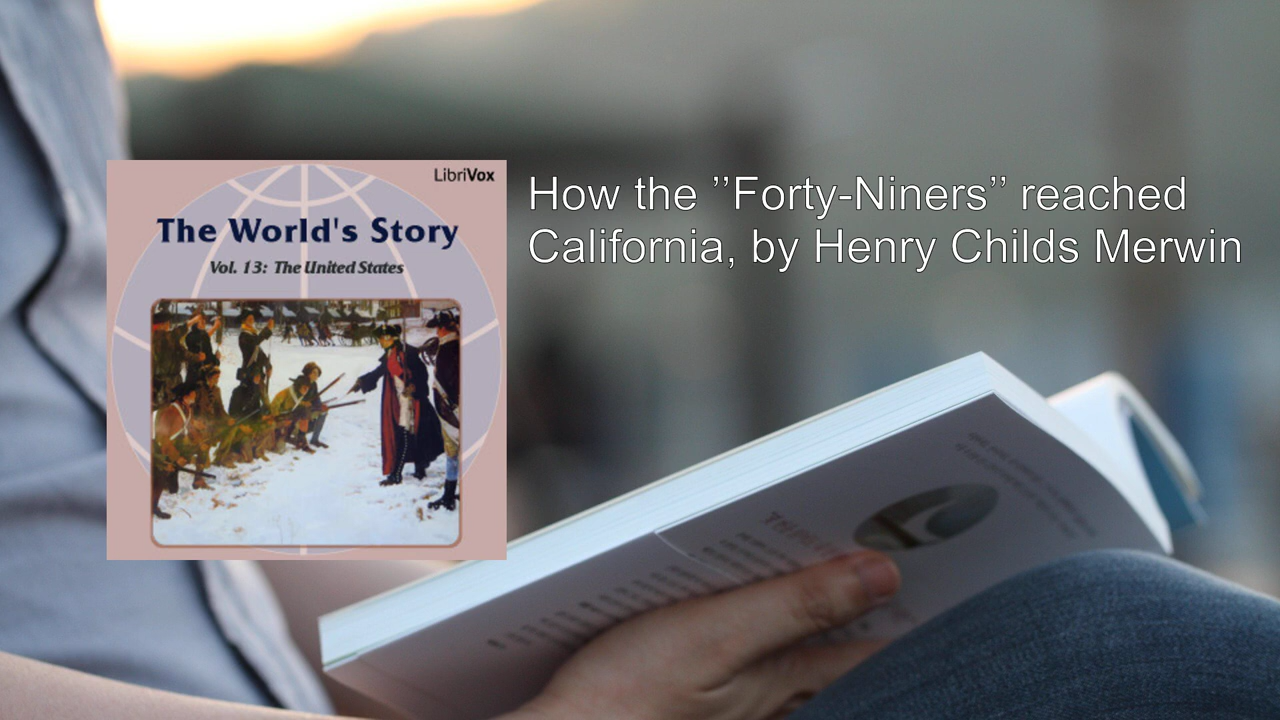 LibriVox
The World's Story
Vol. 13: The United States
How the ’’Forty-Niners’’ reached
California, by Henry Childs Merwin